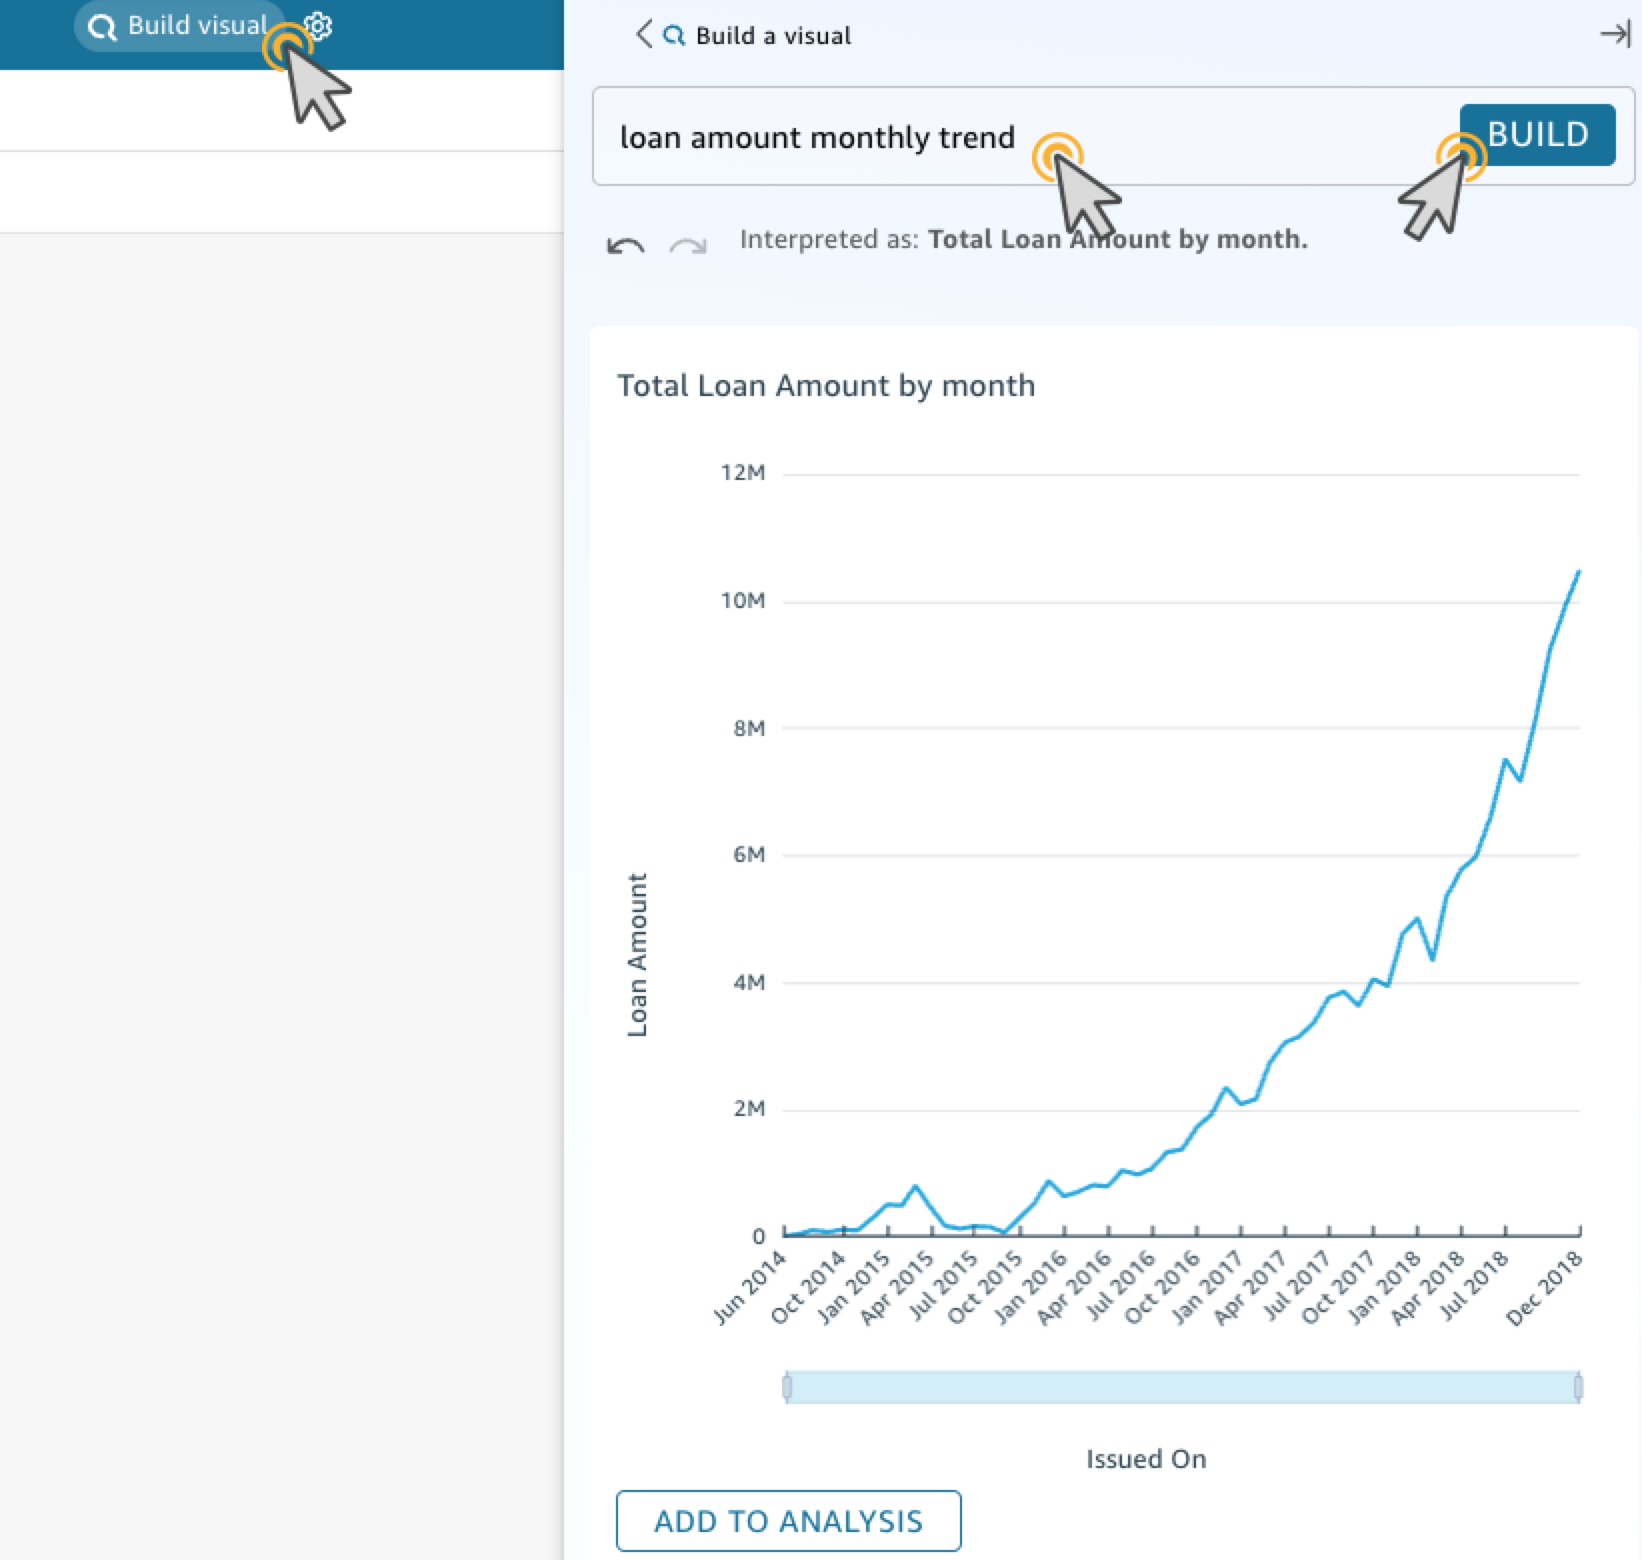 Build visual
Build a visual
loan amount monthly trend
BUILD
Interpreted as: Total Loan Amount by month.
Total Loan Amount by month
12M
10M
8M
6M
4M
2M
0
Loan Amount
Jun 2014
Oct 2014
Jan 2015
Apr 2015
Jul 2015
Oct 2015
Jan 2016
Apr 2016
Jul 2016
Oct 2016
Jan 2017
Apr 2017
Jul 2017
Oct 2017
Jan 2018
Apr 2018
Jul 2018
Dec 2018
Issued On
ADD TO ANALYSIS